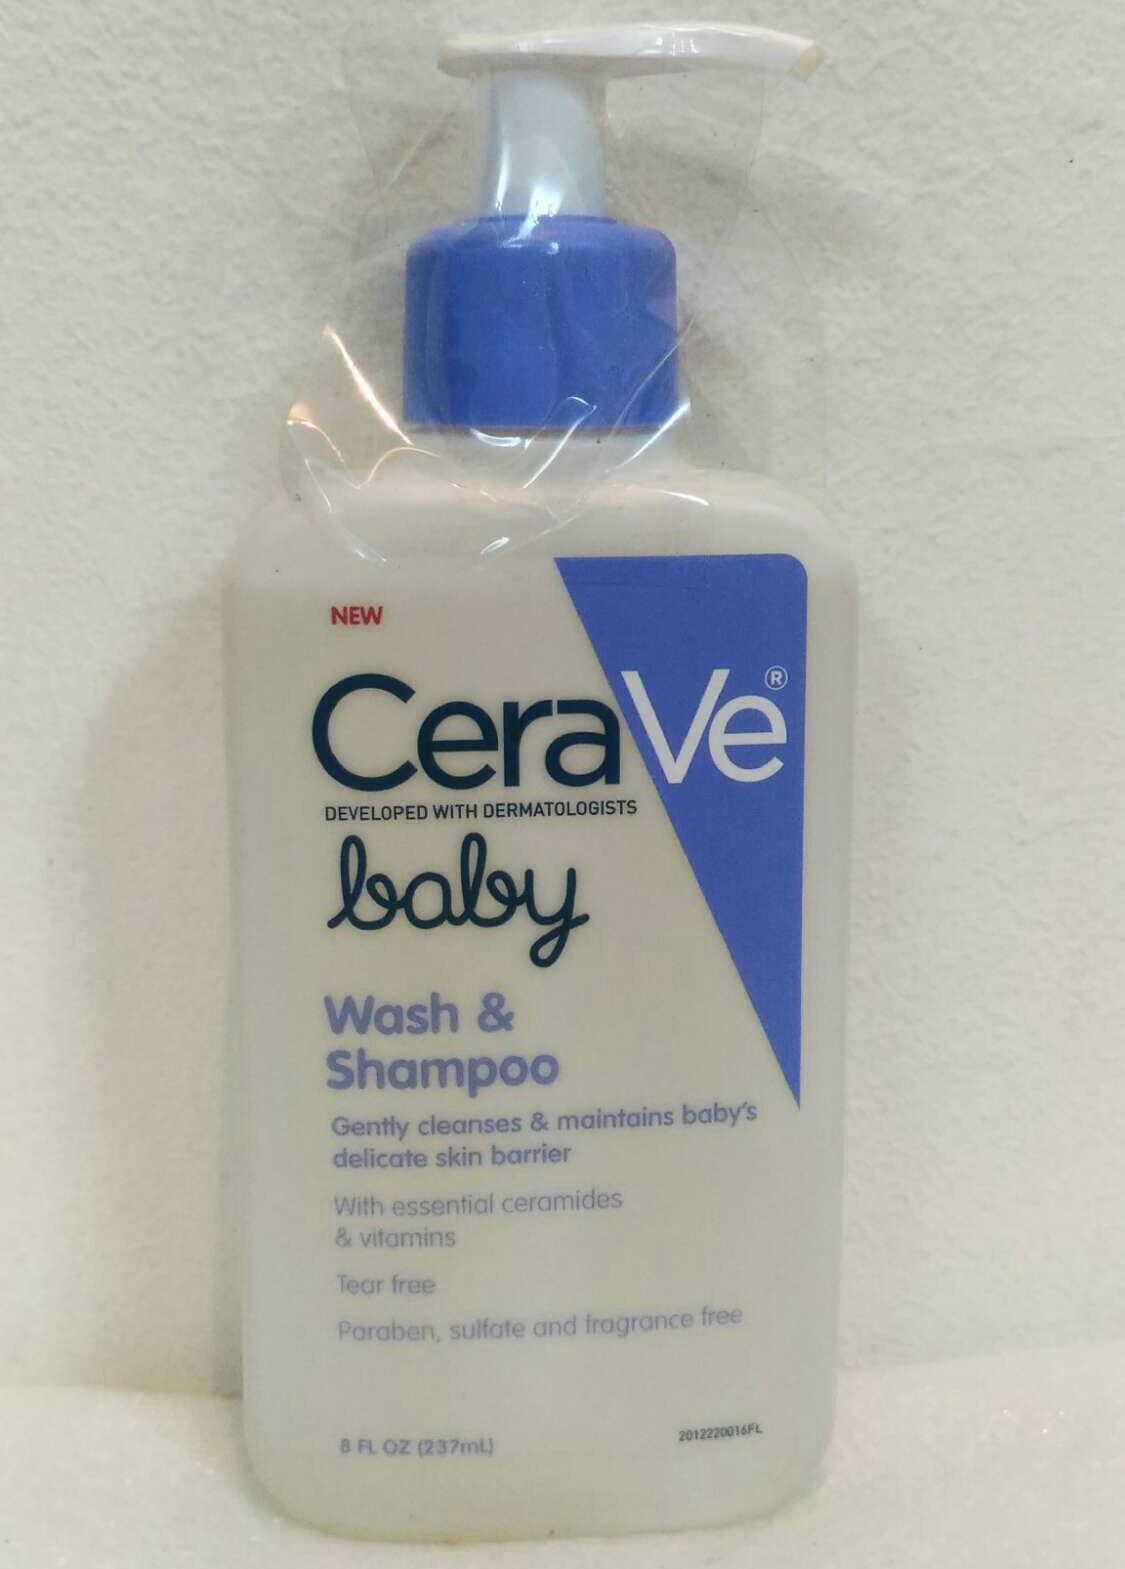 NEW
CeraVe®
DEVELOPED WITH DERMATOLOGISTS
baby
Wash &
Shampoo
Gently cleanses & maintains baby's
delicate skin barrier
With essential ceramides
& vitamins
Tear free
Paraben, sulfate and fragrance free
8 FL OZ (237mL)
2012220016FL